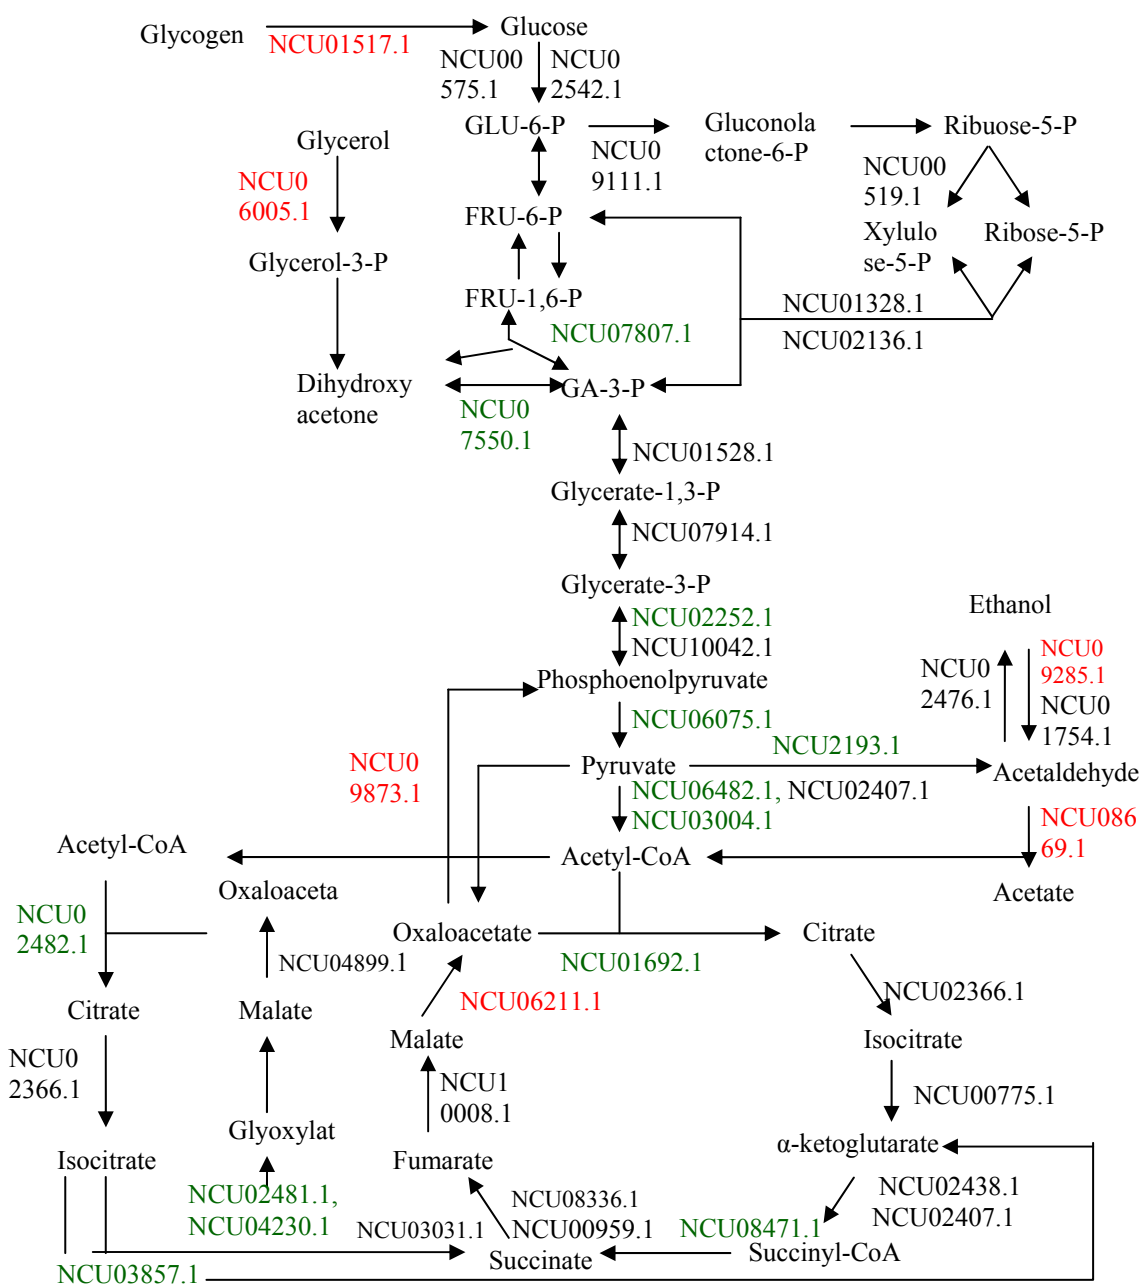 Glycogen
NCU01517.1
Glucose
NCU00
575.1
NCU0
2542.1
GLU-6-P
NCU0
9111.1
Gluconola
ctone-6-P
Ribuose-5-P
NCU00
519.1
Xylulo
se-5-P
Ribose-5-P
Glycerol
NCU0
6005.1
Glycerol-3-P
FRU-6-P
FRU-1,6-P
NCU07807.1
NCU01328.1
NCU02136.1
Dihydroxy
acetone
NCU0
7550.1
GA-3-P
NCU01528.1
Glycerate-1,3-P
NCU07914.1
Glycerate-3-P
NCU02252.1
NCU10042.1
Phosphoenolpyruvate
NCU06075.1
Ethanol
NCU0
2476.1
NCU0
9285.1
NCU0
1754.1
NCU2193.1
NCU0
9873.1
Pyruvate
Acetaldehyde
NCU06482.1, NCU02407.1
NCU03004.1
NCU086
69.1
Acetyl-CoA
Acetyl-CoA
Acetate
Oxaloaceta
NCU0
2482.1
NCU04899.1
Oxaloacetate
NCU01692.1
Citrate
Citrate
Malate
NCU06211.1
NCU02366.1
Malate
Isocitrate
NCU0
2366.1
NCU1
0008.1
NCU00775.1
Glyoxylat
Isocitrate
Fumarate
α-ketoglutarate
NCU02481.1,
NCU04230.1
NCU03031.1
NCU08336.1
NCU00959.1
NCU08471.1
NCU02438.1
NCU02407.1
Succinate
Succinyl-CoA
NCU03857.1